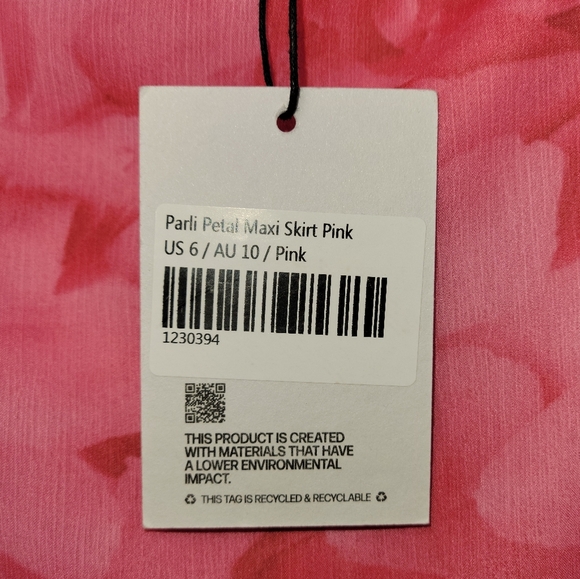 Parli Petal Maxi Skirt Pink
US 6 / AU 10 / Pink
1230394
THIS PRODUCT IS CREATED
WITH MATERIALS THAT HAVE
A LOWER ENVIRONMENTAL
IMPACT.
THIS TAG IS RECYCLED & RECYCLABLE